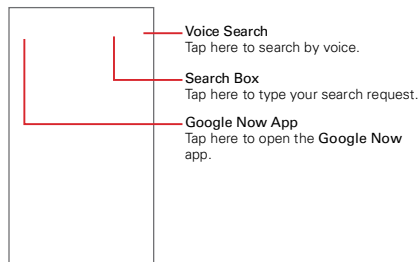 Voice Search
Tap here to search by voice.
Search Box
Tap here to type your search request.
Google Now App
Tap here to open the Google Now
app.